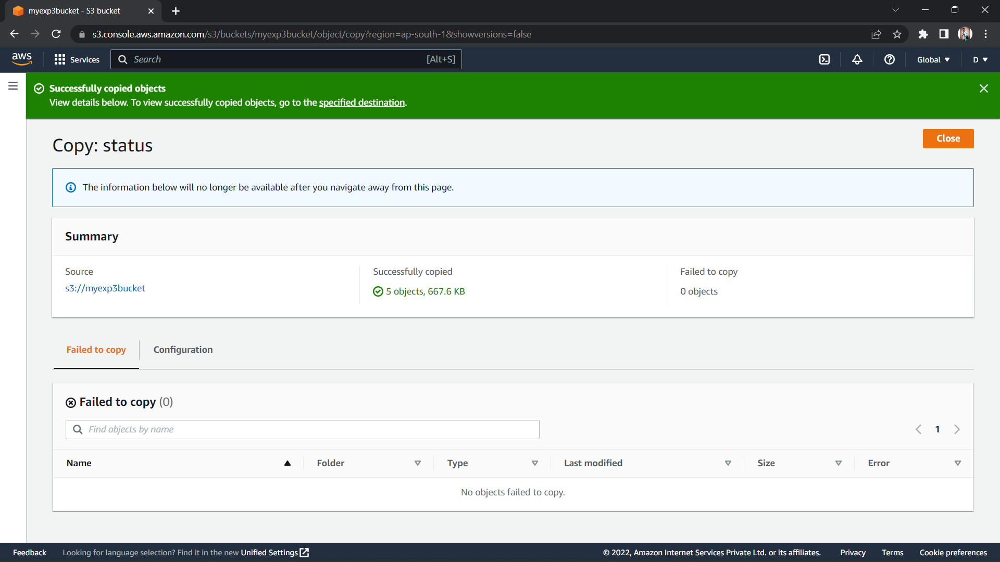 myexp3bucket - S3 bucket
s3.console.aws.amazon.com/s3/buckets/myexp3bucket/object/copy?region=ap-south-1&showversions=false
aws
Services
Search
[Alt+S]
Global
D
Successfully copied objects
View details below. To view successfully copied objects, go to the specified destination.
Copy: status
Close
The information below will no longer be available after you navigate away from this page.
Summary
Source
s3://myexp3bucket
Successfully copied
5 objects, 667.6 KB
Failed to copy
0 objects
Failed to copy
Configuration
Failed to copy (0)
Find objects by name
1
Name Folder Type Last modified Size Error
No objects failed to copy.
Feedback
Looking for language selection? Find it in the new Unified Settings
© 2022, Amazon Internet Services Private Ltd. or its affiliates.
Privacy
Terms
Cookie preferences